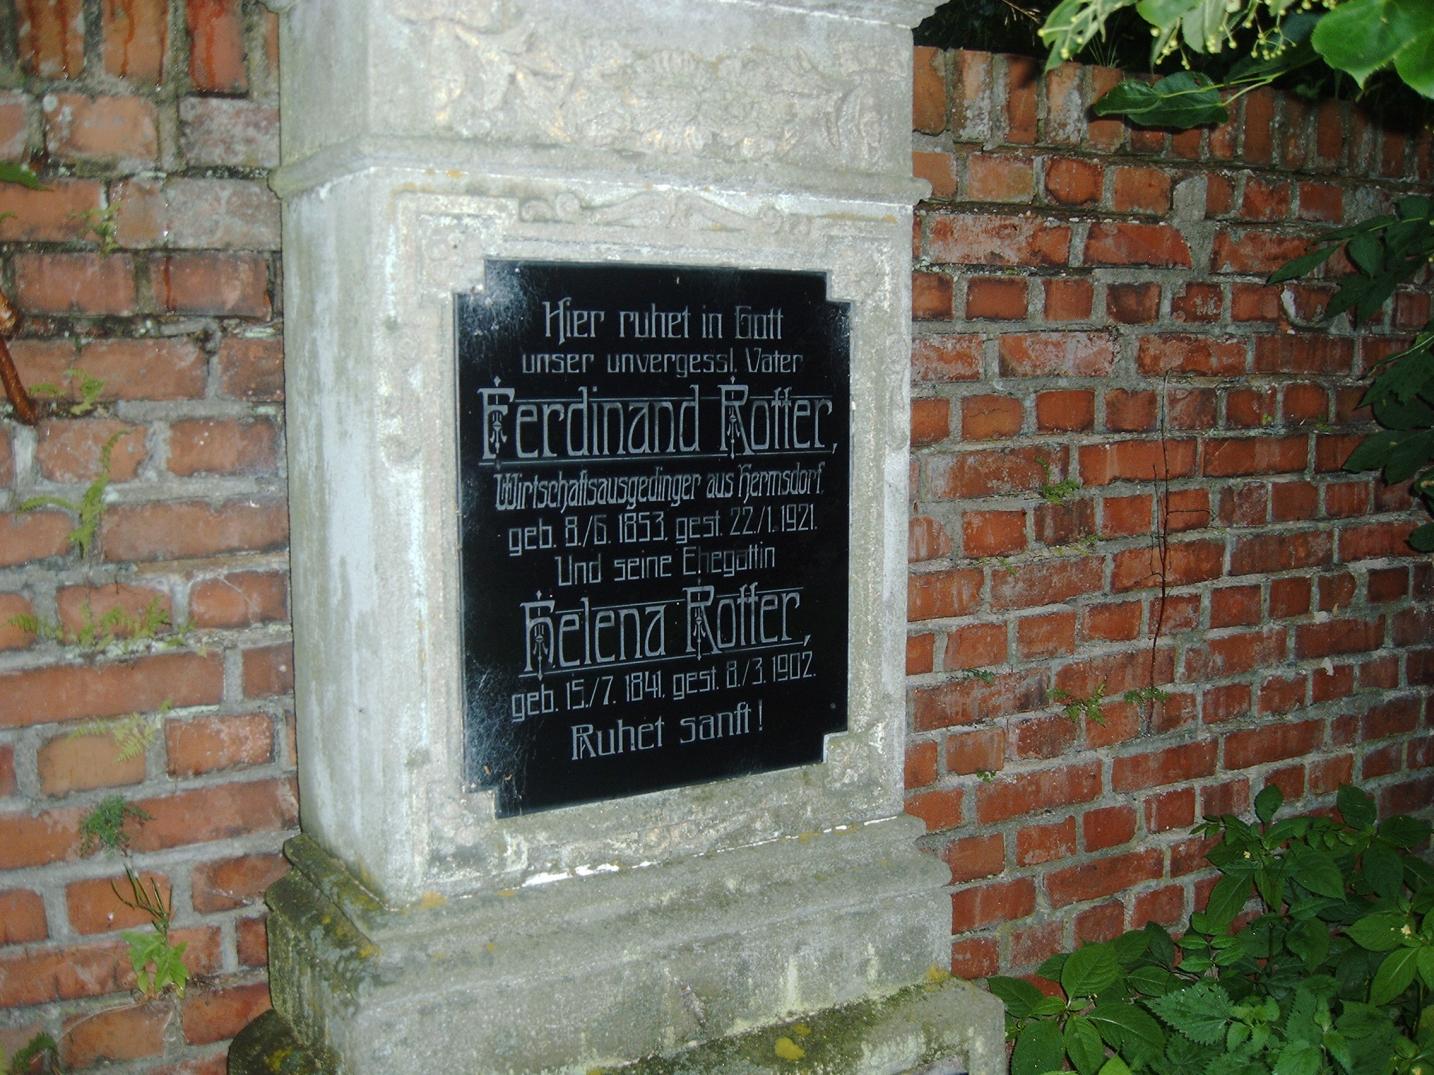 Hier ruhet in Gott
unser unvergessl. Vater
Ferdinand Rotter,
Wirtschaftsausgedinger aus Hermsdorf,
geb. 8./6. 1853. gest. 22./1. 1921.
Und seine Ehegattin
Helena Rotter,
geb. 15./7. 1841. gest. 8./3. 1902.
Ruhet sanft!